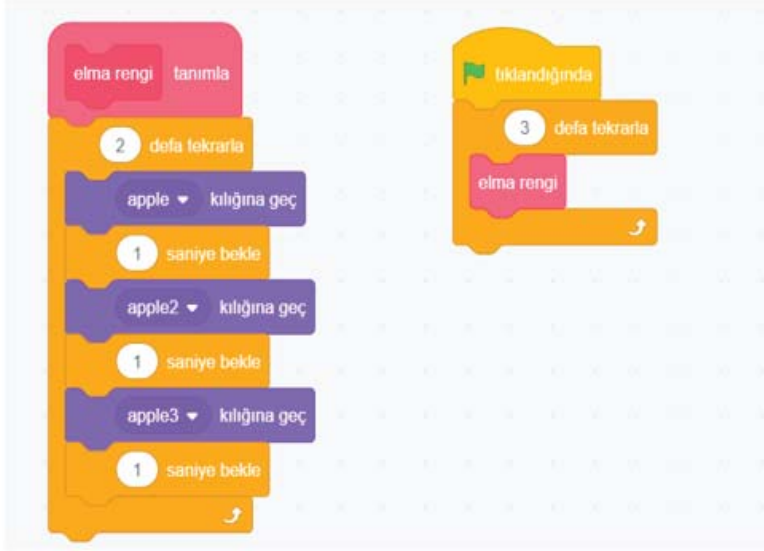 elma rengi tanımla
2 defa tekrarla
apple kılığına geç
1 saniye bekle
apple2 kılığına geç
1 saniye bekle
apple3 kılığına geç
1 saniye bekle
tıklandığında
3 defa tekrarla
elma rengi